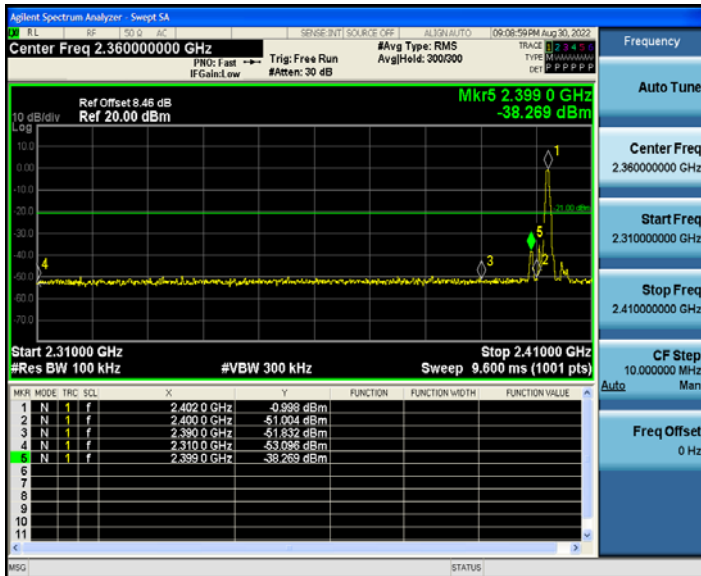 Agilent Spectrum Analyzer - Swept SA
RL RF 50 Ω AC SENSE:INT SOURCE OFF ALIGNAUTO 09:08:59 PM Aug 30, 2022
Center Freq 2.360000000 GHz
PNO: Fast
IFGain:Low
Trig: Free Run
#Atten: 30 dB
#Avg Type: RMS
Avg|Hold: 300/300
TRACE 1 2 3 4 5 6
TYPE M
DET P P P P P P
Ref Offset 8.46 dB
10 dB/div Ref 20.00 dBm
Log
Mkr5 2.399 0 GHz
-38.269 dBm
10.0
0.00
-10.0
-21.00 dBm
-30.0
-40.0
-50.0
-70.0
1
5
2
3
4
Start 2.31000 GHz Stop 2.41000 GHz
#Res BW 100 kHz #VBW 300 kHz Sweep 9.600 ms (1001 pts)
MKR MODE TRC SCL X Y FUNCTION FUNCTION WIDTH FUNCTION VALUE
1 N 1 f 2.402 0 GHz -0.998 dBm
2 N 1 f 2.400 0 GHz -51.004 dBm
3 N 1 f 2.390 0 GHz -51.832 dBm
4 N 1 f 2.310 0 GHz -53.096 dBm
5 N 1 f 2.399 0 GHz -38.269 dBm
6
7
8
9
10
11
MSG STATUS
Frequency
Auto Tune
Center Freq
2.360000000 GHz
Start Freq
2.310000000 GHz
Stop Freq
2.410000000 GHz
CF Step
10.000000 MHz
Auto Man
Freq Offset
0 Hz